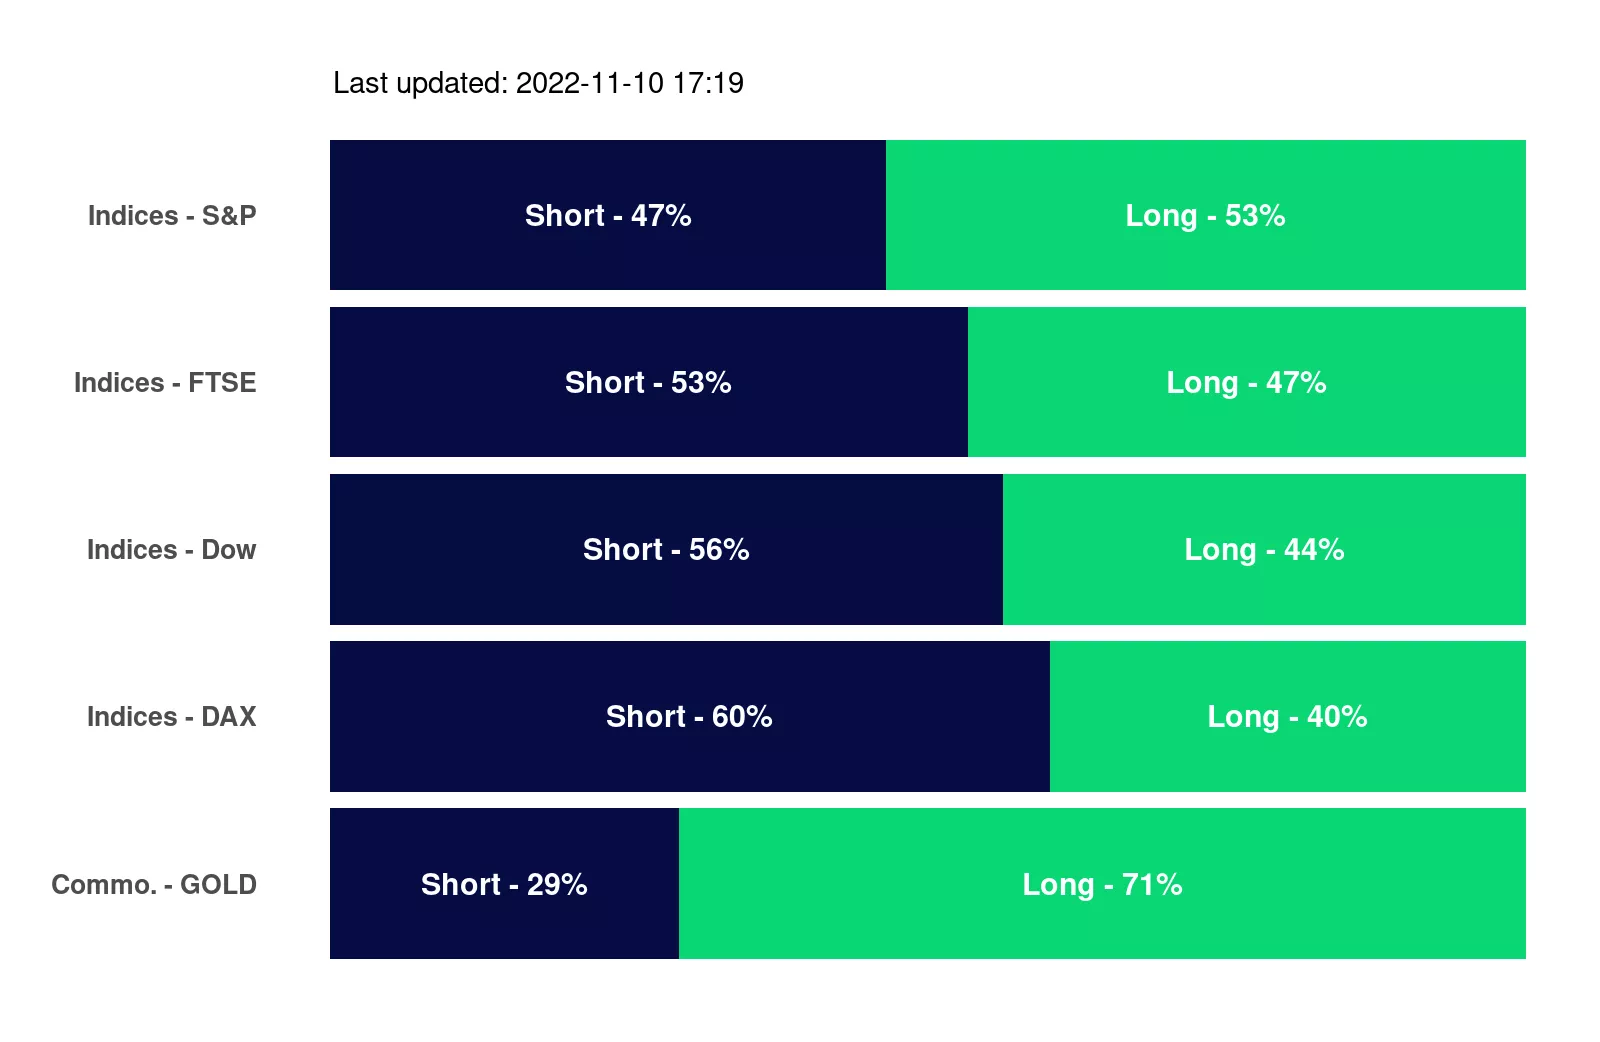 Last updated: 2022-11-10 17:19
Indices - S&P Short - 47% Long - 53%
Indices - FTSE Short - 53% Long - 47%
Indices - Dow Short - 56% Long - 44%
Indices - DAX Short - 60% Long - 40%
Commo. - GOLD Short - 29% Long - 71%